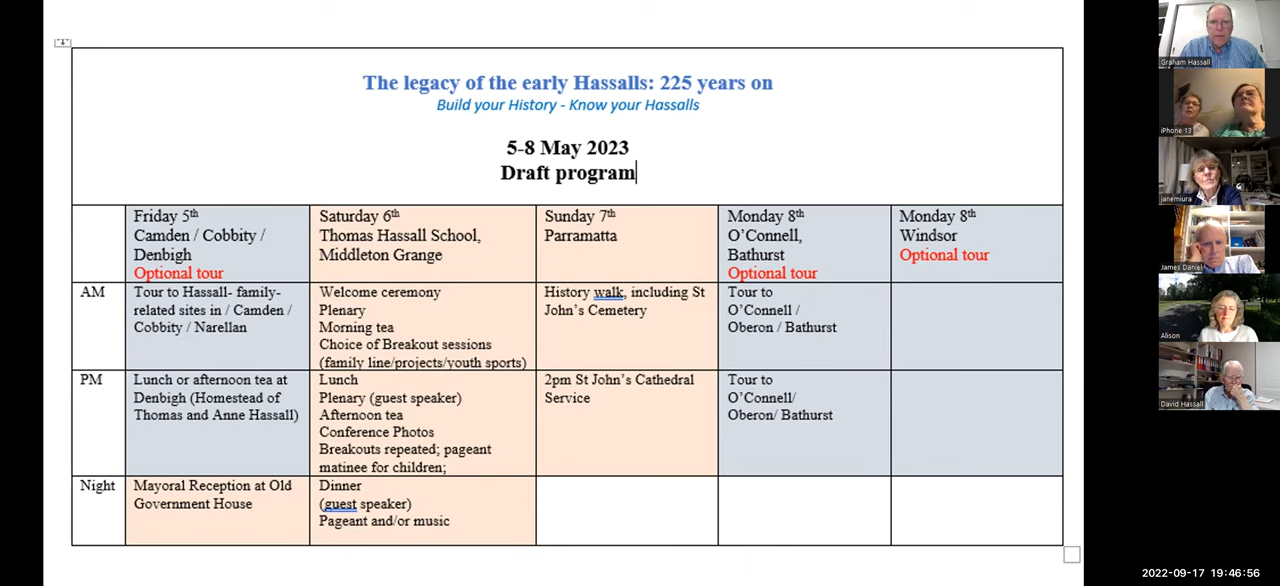 The legacy of the early Hassalls: 225 years on
Build your History - Know your Hassalls
5-8 May 2023
Draft program
Friday 5th
Camden / Cobbity /
Denbigh
Optional tour
Saturday 6th
Thomas Hassall School,
Middleton Grange
Sunday 7th
Parramatta
Monday 8th
O'Connell,
Bathurst
Optional tour
Monday 8th
Windsor
Optional tour
AM
Tour to Hassall- family-
related sites in / Camden /
Cobbity / Narellan
Welcome ceremony
Plenary
Morning tea
Choice of Breakout sessions
(family line/projects/youth sports)
History walk, including St
John's Cemetery
Tour to
O'Connell /
Oberon / Bathurst
PM
Lunch or afternoon tea at
Denbigh (Homestead of
Thomas and Anne Hassall)
Lunch
Plenary (guest speaker)
Afternoon tea
Conference Photos
Breakouts repeated; pageant
matinee for children;
2pm St John's Cathedral
Service
Tour to
O'Connell/
Oberon/ Bathurst
Night
Mayoral Reception at Old
Government House
Dinner
(guest speaker)
Pageant and/or music
Graham Hassall
iPhone 13
janemiura
James Daniel
Alison
David Hassall
2022-09-17 19:46:56